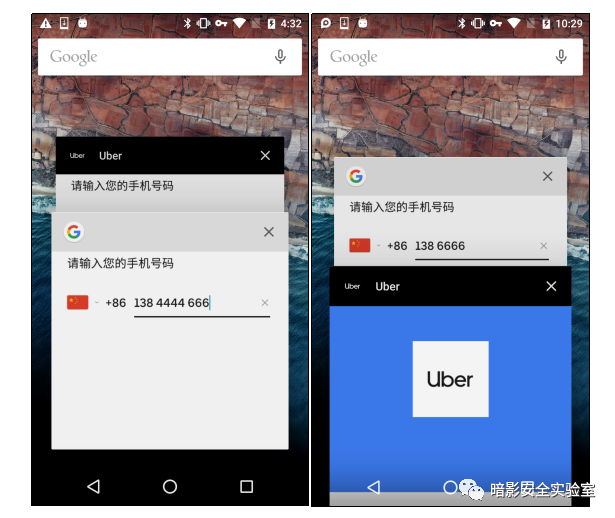 4:32
Google
Uber Uber
请输入您的手机号码
请输入您的手机号码
+86 138 4444 666
10:29
Google
请输入您的手机号码
+86 138 6666
Uber Uber
Uber
暗影安全实验室